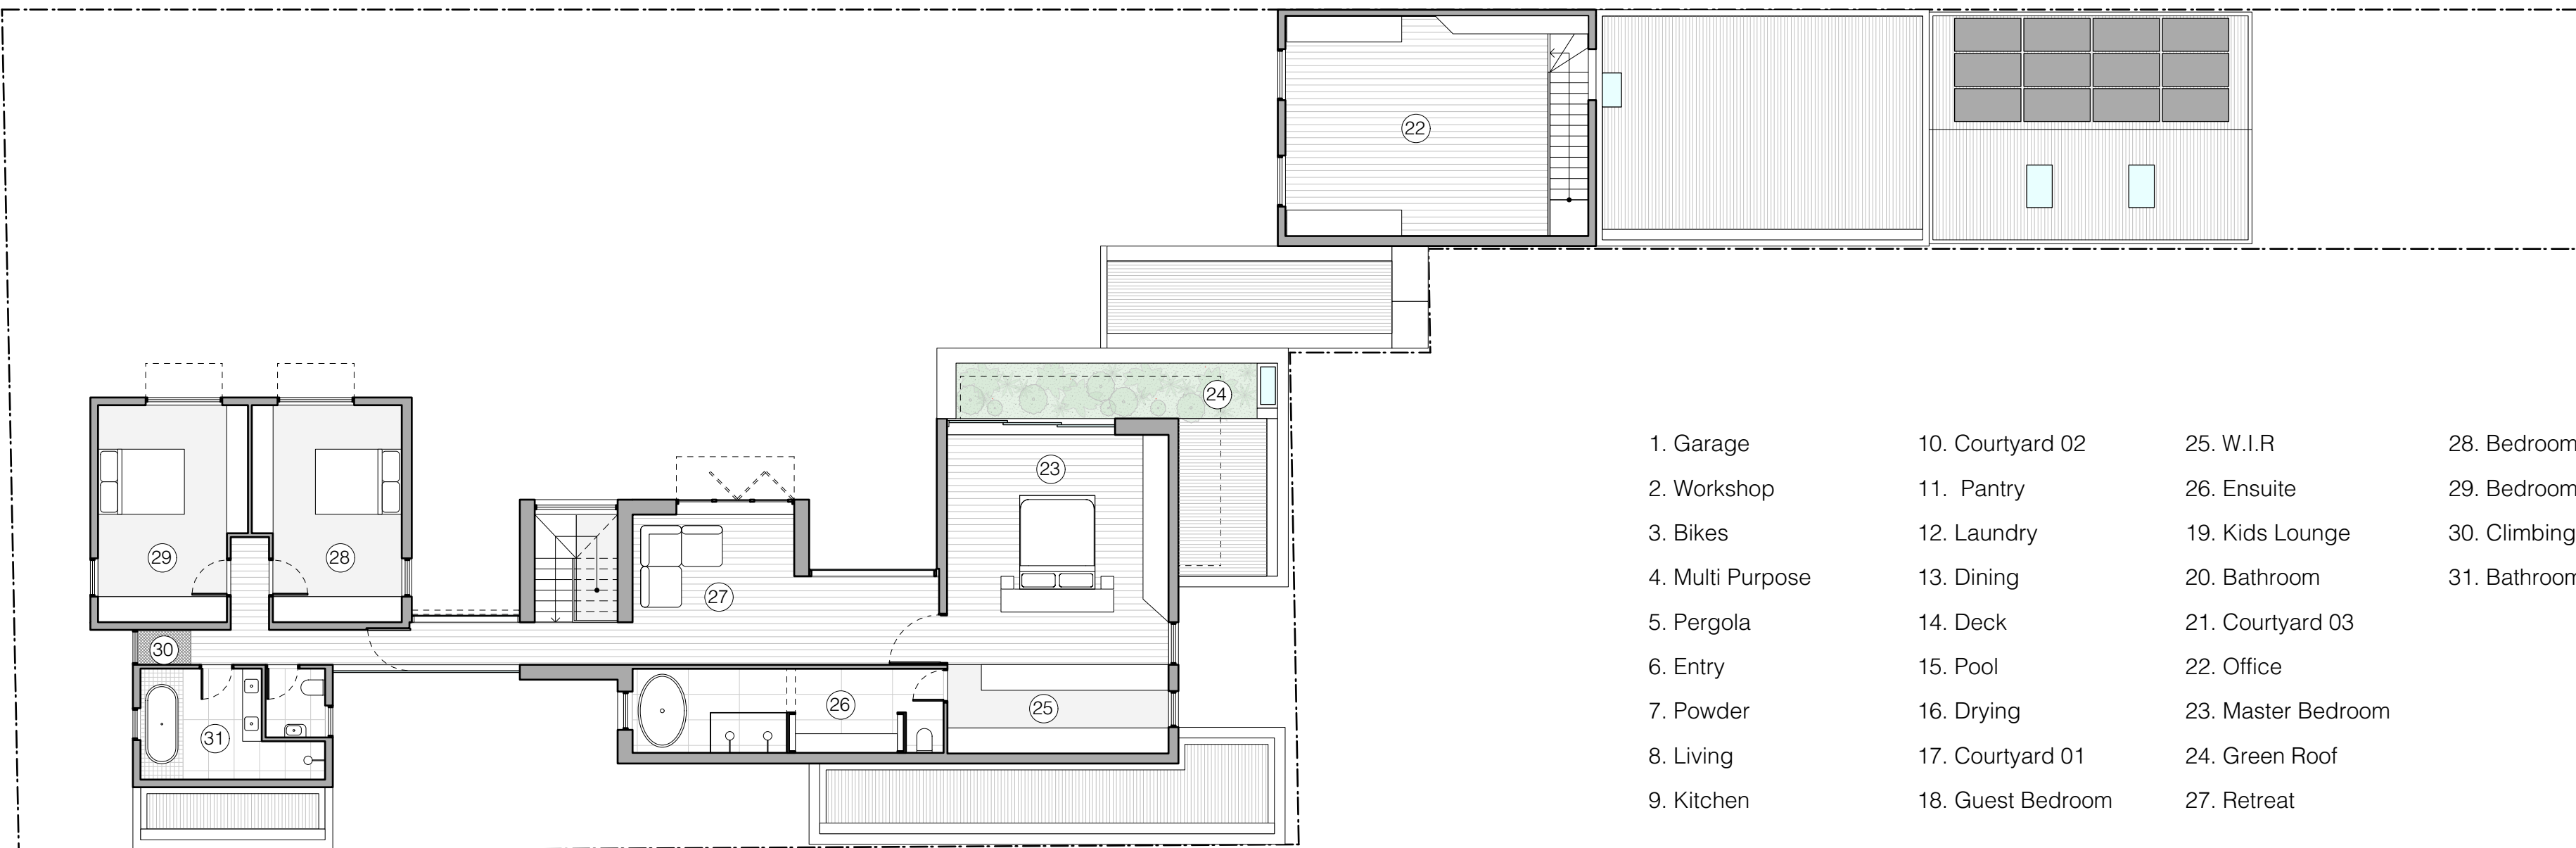 22
24
23
29
28
27
30
26
25
31
1. Garage
2. Workshop
3. Bikes
4. Multi Purpose
5. Pergola
6. Entry
7. Powder
8. Living
9. Kitchen
10. Courtyard 02
11. Pantry
12. Laundry
13. Dining
14. Deck
15. Pool
16. Drying
17. Courtyard 01
18. Guest Bedroom
25. W.I.R
26. Ensuite
19. Kids Lounge
20. Bathroom
21. Courtyard 03
22. Office
23. Master Bedroom
24. Green Roof
27. Retreat
28. Bedroom
29. Bedroom
30. Climbing
31. Bathroom